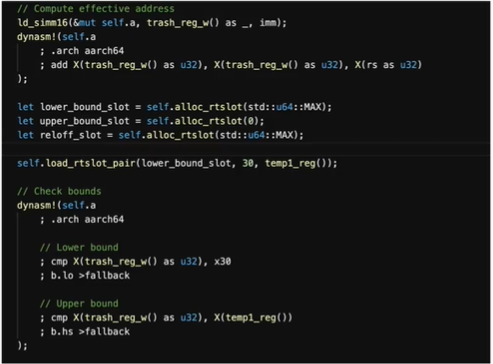 // Compute effective address
ld_simm16(&mut self.a, trash_reg_w() as _, imm);
dynasm!(self.a
; .arch aarch64
; add X(trash_reg_w() as u32), X(trash_reg_w() as u32), X(rs as u32)
);
let lower_bound_slot = self.alloc_rtslot(std::u64::MAX);
let upper_bound_slot = self.alloc_rtslot(0);
let reloff_slot = self.alloc_rtslot(std::u64::MAX);
self.load_rtslot_pair(lower_bound_slot, 30, temp1_reg());
// Check bounds
dynasm!(self.a
; .arch aarch64
// Lower bound
; cmp X(trash_reg_w() as u32), x30
; b.lo >fallback
// Upper bound
; cmp X(trash_reg_w() as u32), X(temp1_reg())
; b.hs >fallback
);